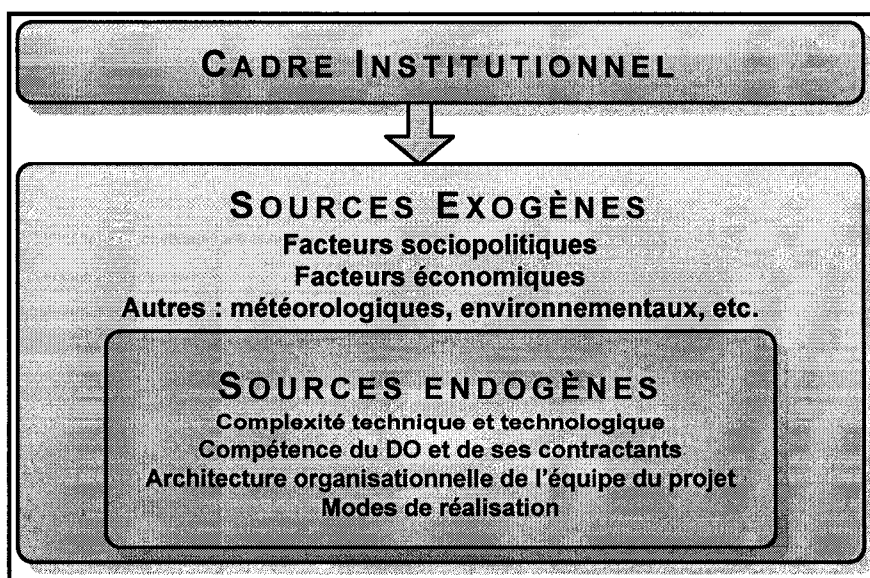 CADRE INSTITUTIONNEL
SOURCES EXOGÈNES
Facteurs sociopolitiques
Facteurs économiques
Autres : météorologiques, environnementaux, etc.
SOURCES ENDOGÈNES
Complexité technique et technologique
Compétence du DO et de ses contractants
Architecture organisationnelle de l'équipe du projet
Modes de réalisation